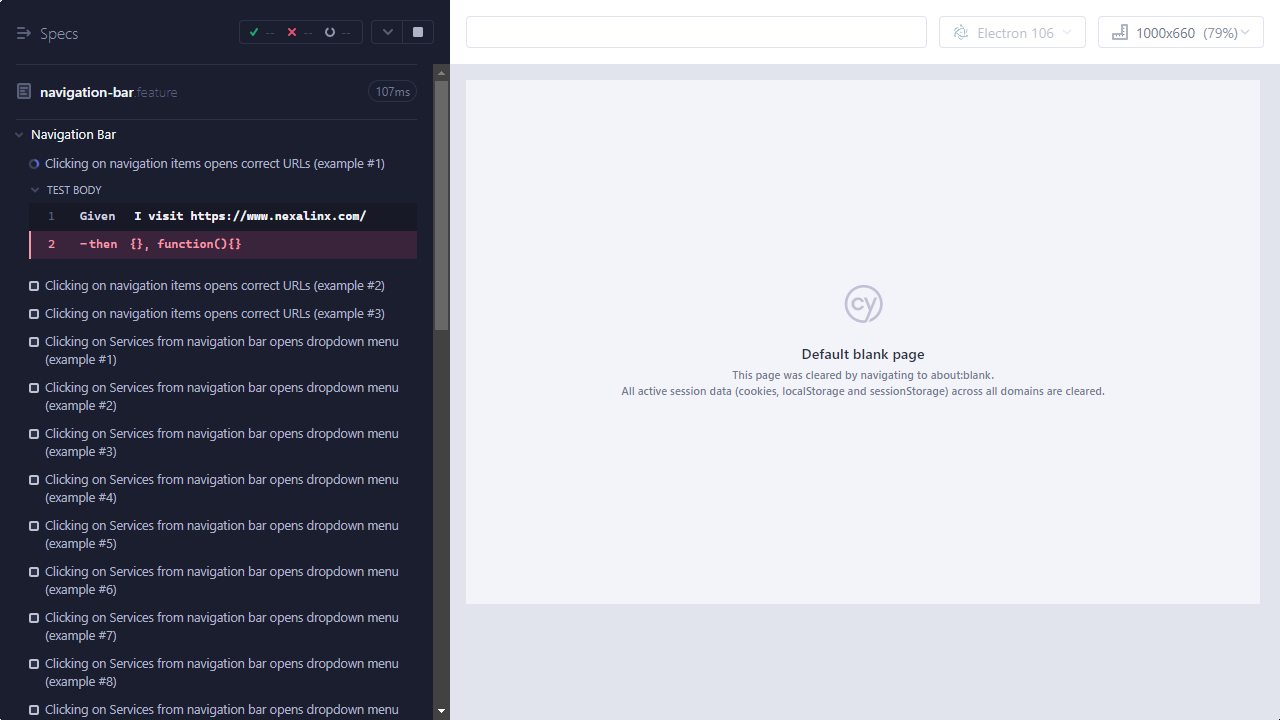 Specs
--
--
--
Electron 106
1000x660 (79%)
navigation-bar.feature
107ms
Navigation Bar
Clicking on navigation items opens correct URLs (example #1)
TEST BODY
1 Given I visit https://www.nexalinx.com/
2 -then {}, function(){}
Clicking on navigation items opens correct URLs (example #2)
Clicking on navigation items opens correct URLs (example #3)
Clicking on Services from navigation bar opens dropdown menu
(example #1)
Clicking on Services from navigation bar opens dropdown menu
(example #2)
Clicking on Services from navigation bar opens dropdown menu
(example #3)
Clicking on Services from navigation bar opens dropdown menu
(example #4)
Clicking on Services from navigation bar opens dropdown menu
(example #5)
Clicking on Services from navigation bar opens dropdown menu
(example #6)
Clicking on Services from navigation bar opens dropdown menu
(example #7)
Clicking on Services from navigation bar opens dropdown menu
(example #8)
Clicking on Services from navigation bar opens dropdown menu
cy
Default blank page
This page was cleared by navigating to about:blank.
All active session data (cookies, localStorage and sessionStorage) across all domains are cleared.